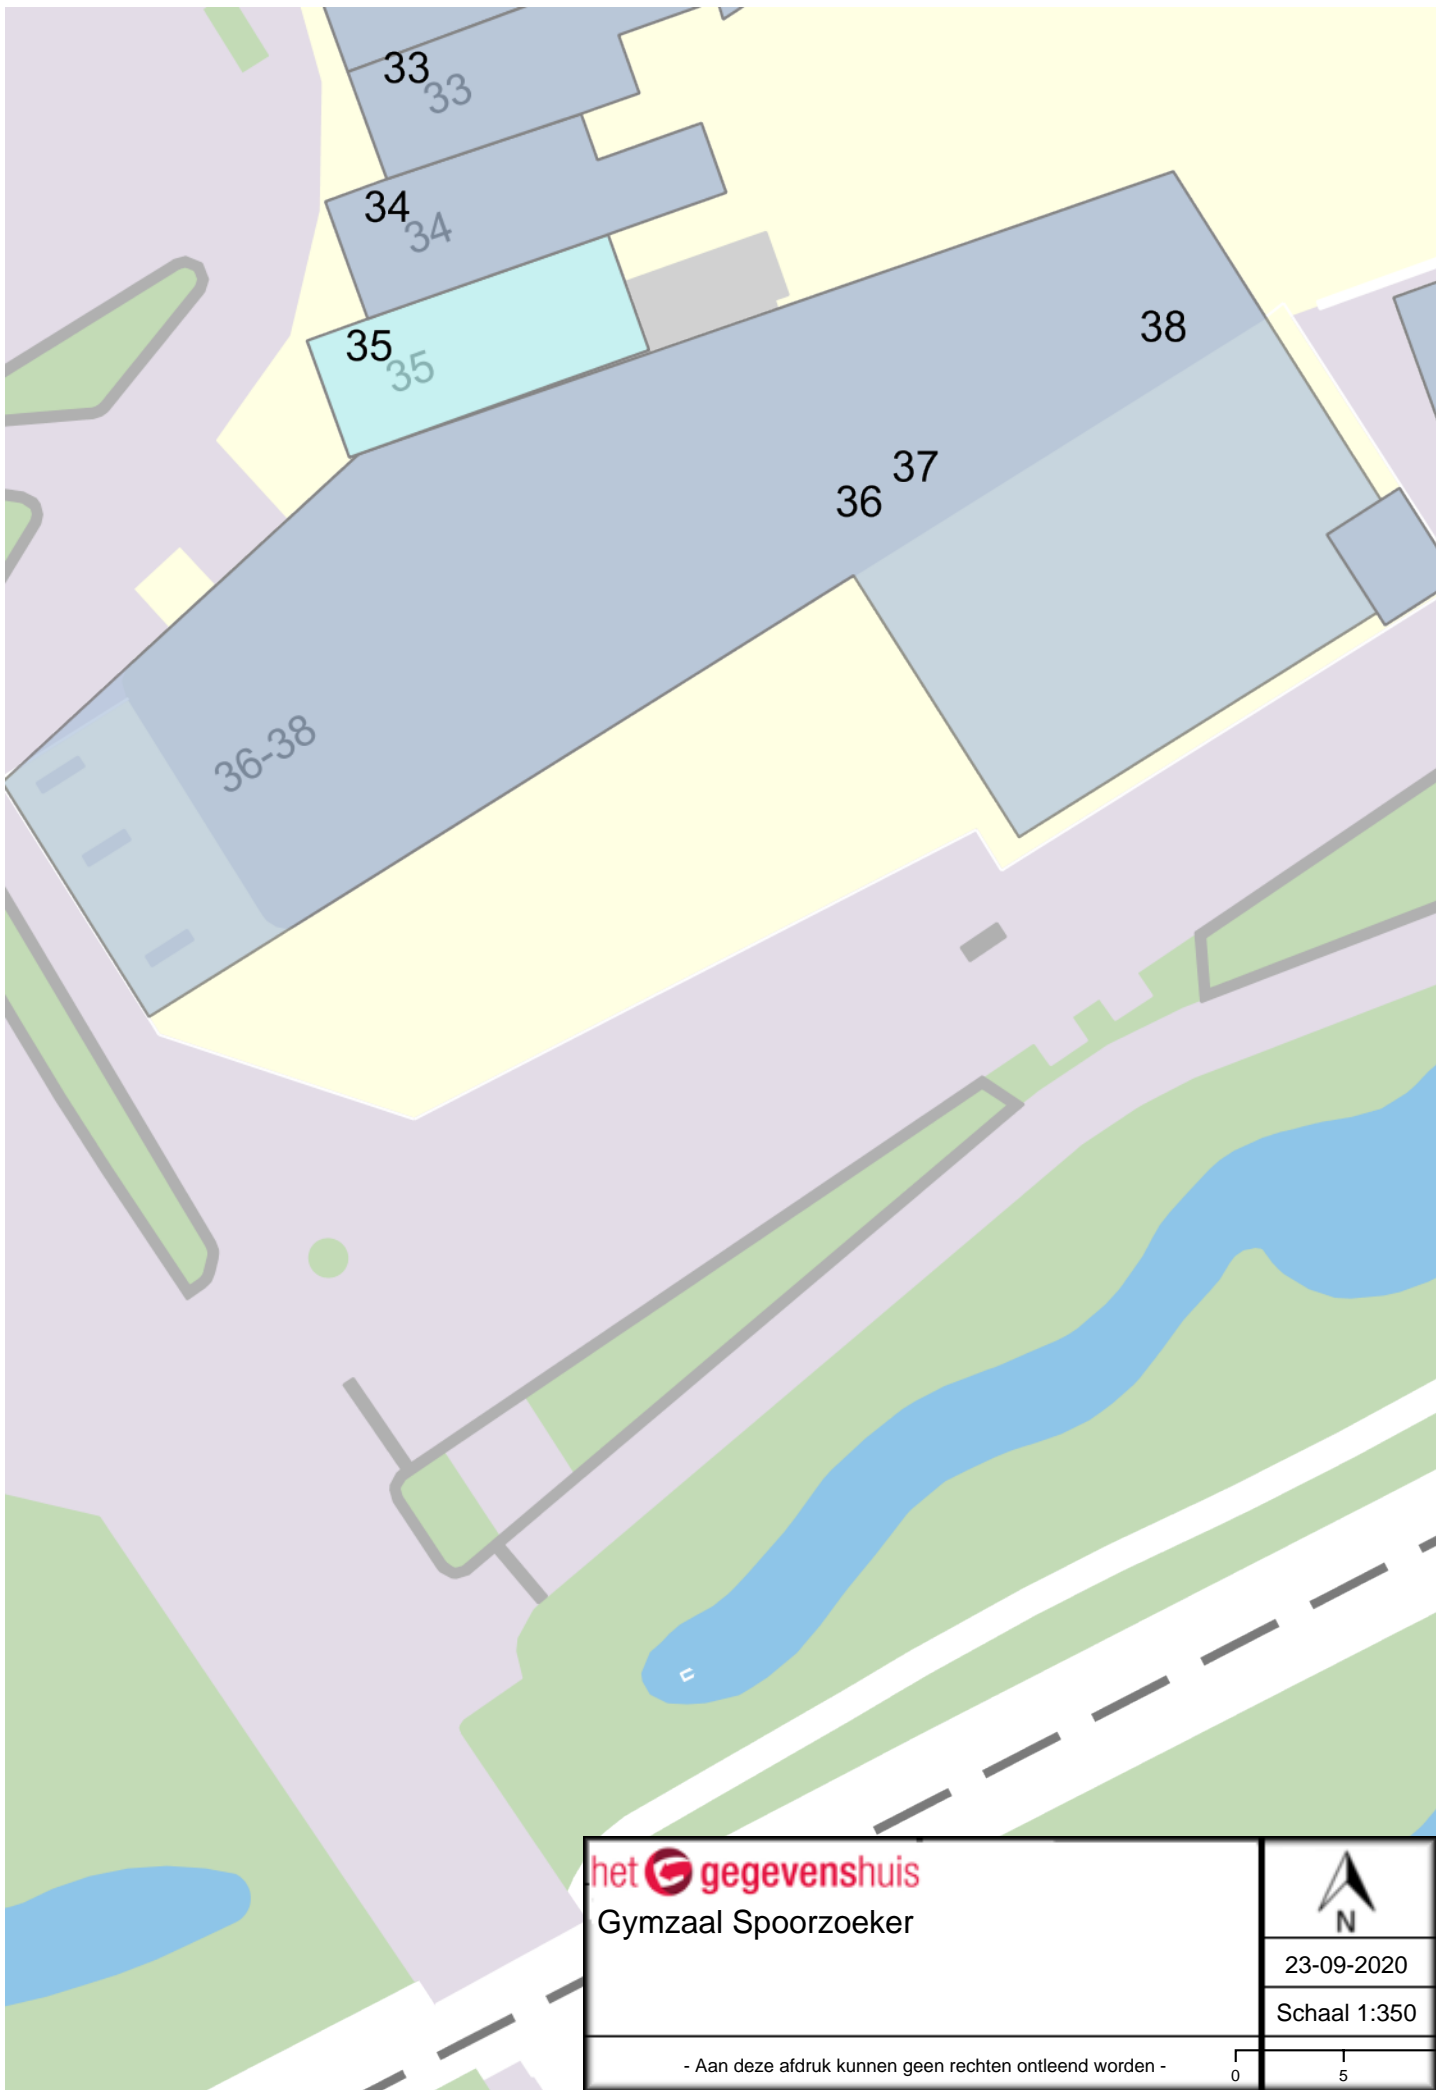 33
33
34
34
35
35
38
37
36
36-38
het gegevenshuis
Gymzaal Spoorzoeker
N
23-09-2020
Schaal 1:350
- Aan deze afdruk kunnen geen rechten ontleend worden -
0 5